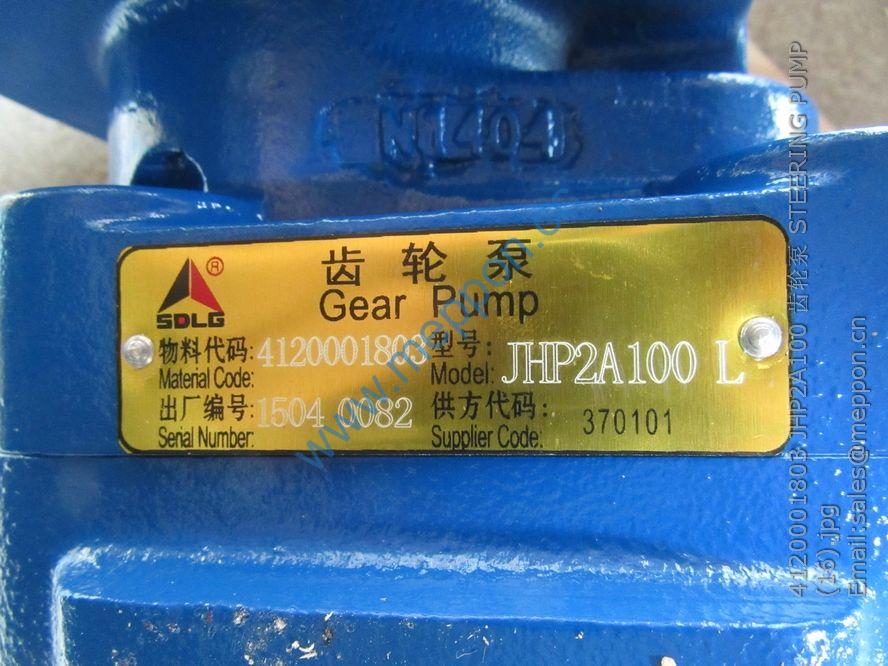 N1404
齿轮泵
Gear Pump
®
SDLG
物料代码: 4120001803 型号:
Material Code: Model: JHP2A100 L
出厂编号: 1504 0082 供方代码:
Serial Number: Supplier Code: 370101
www.meppon.c
4120001803 JHP2A100 齿轮泵 STEERING PUMP
(16).jpg
Email:sales@meppon.cn